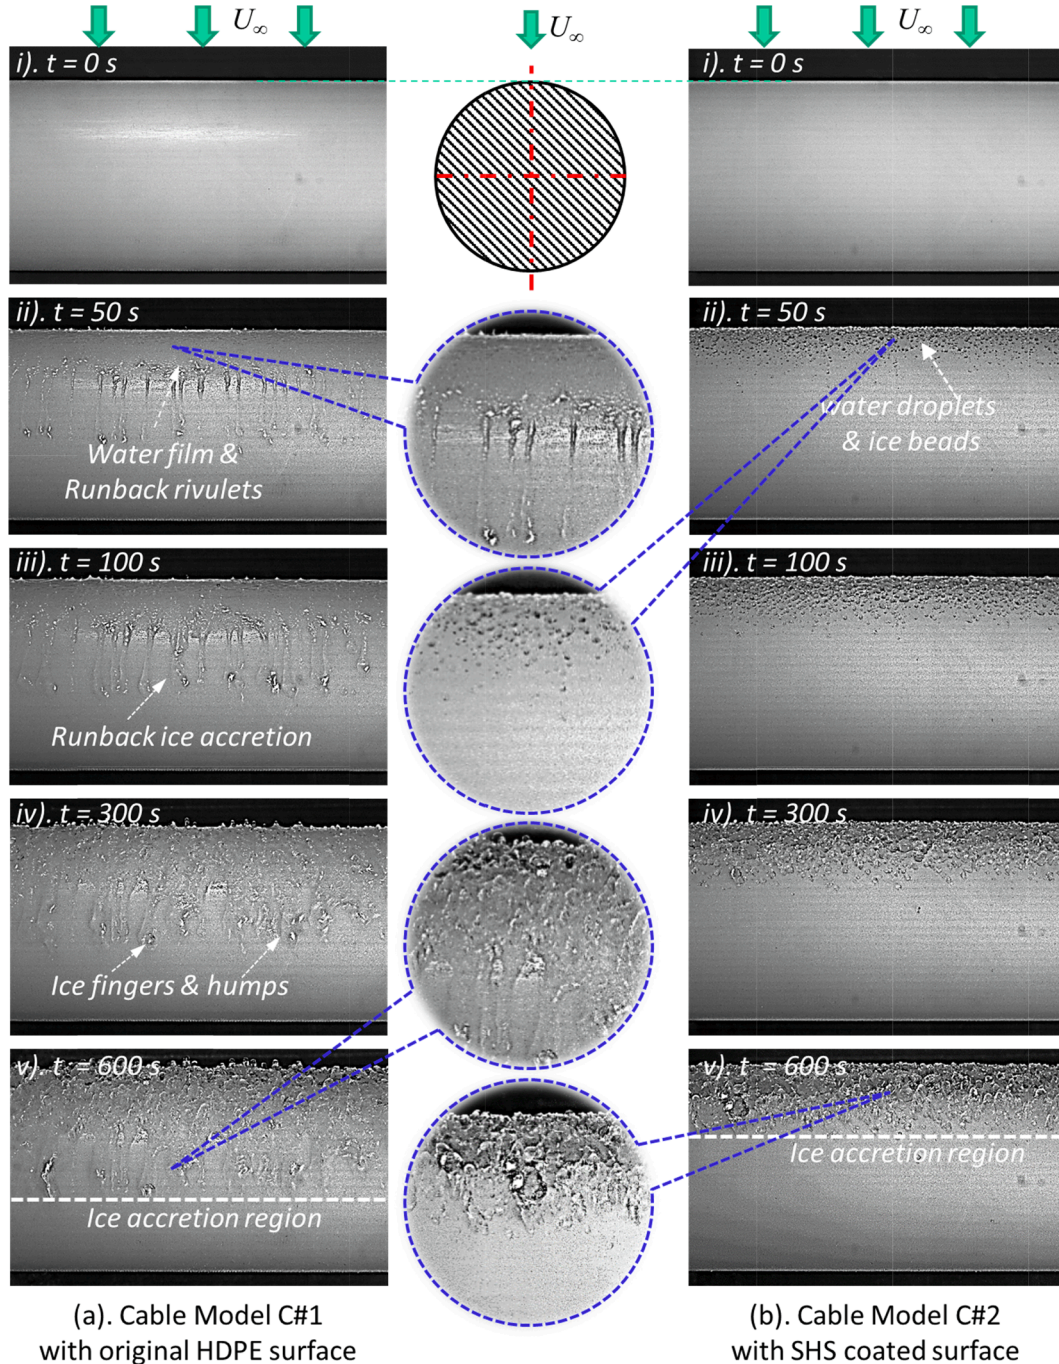 U∞
i). t = 0 s
ii). t = 50 s
Water film &
Runback rivulets
iii). t = 100 s
Runback ice accretion
iv). t = 300 s
Ice fingers & humps
v). t = 600 s
Ice accretion region
(a). Cable Model C#1
with original HDPE surface
U∞
U∞
i). t = 0 s
ii). t = 50 s
water droplets
& ice beads
iii). t = 100 s
iv). t = 300 s
v). t = 600 s
Ice accretion region
(b). Cable Model C#2
with SHS coated surface